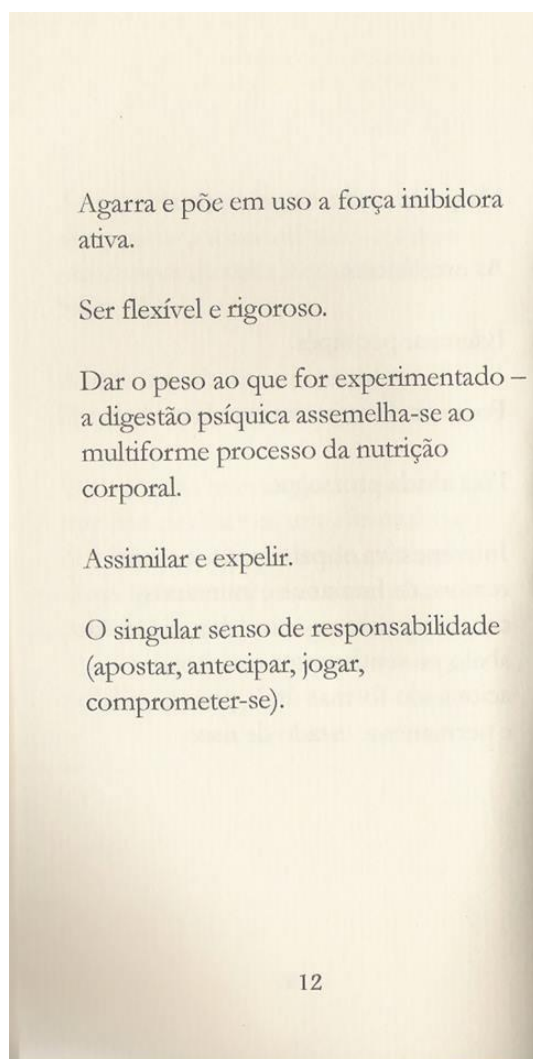 Agarra e põe em uso a força inibidora
ativa.
Ser flexível e rigoroso.
Dar o peso ao que for experimentado –
a digestão psíquica assemelha-se ao
multiforme processo da nutrição
corporal.
Assimilar e expelir.
O singular senso de responsabilidade
(apostar, antecipar, jogar,
comprometer-se).
12